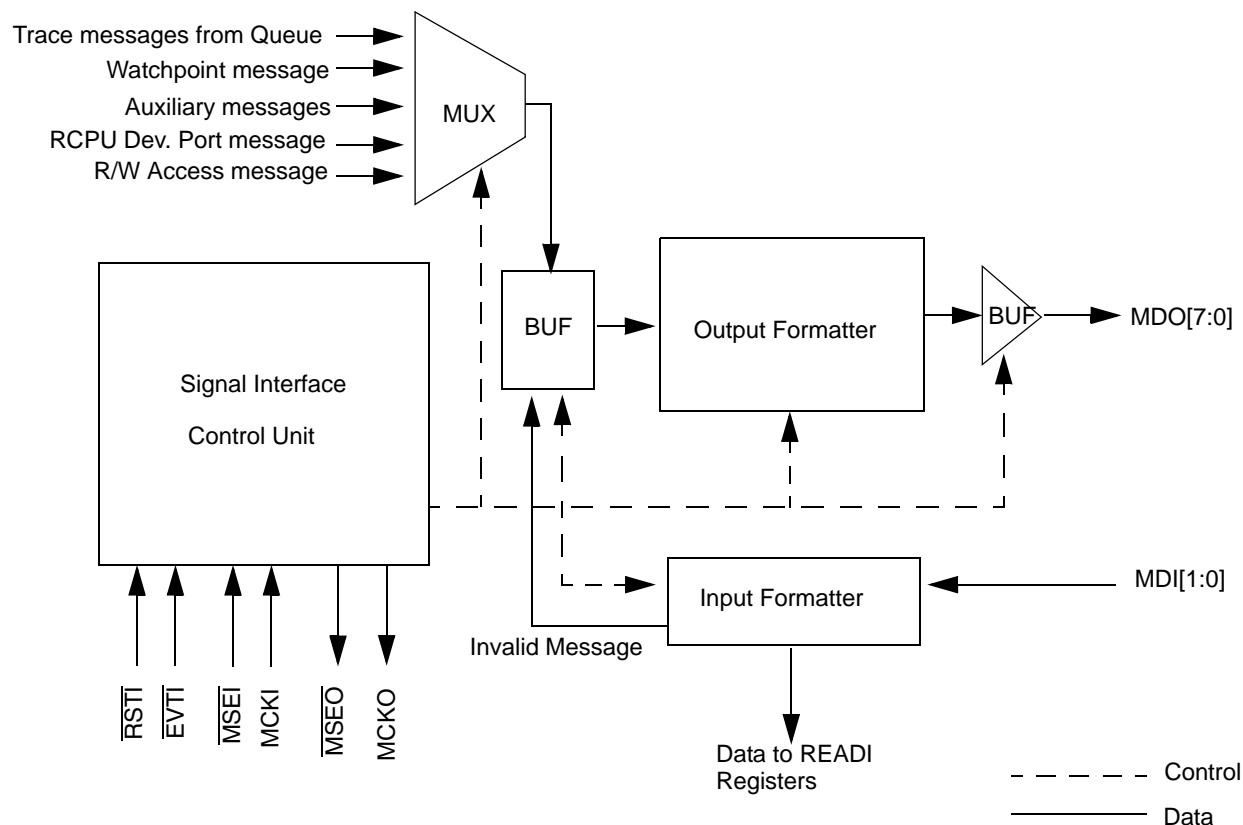 Trace messages from Queue
Watchpoint message
Auxiliary messages
RCPU Dev. Port message
R/W Access message
MUX
BUF
Output Formatter
BUF
MDO[7:0]
Signal Interface
Control Unit
Input Formatter
MDI[1:0]
Invalid Message
RSTI
EVTI
MSEI
MCKI
MSEO
MCKO
Data to READI
Registers
Control
Data